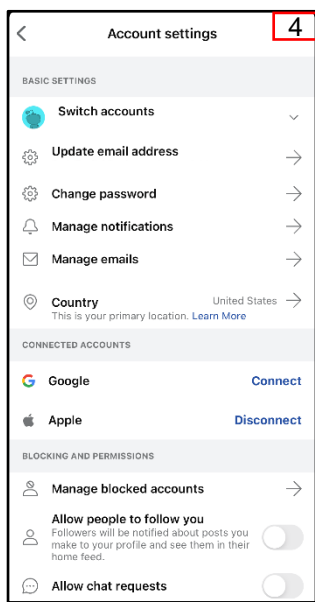 Account settings
4
BASIC SETTINGS
Switch accounts
Update email address
Change password
Manage notifications
Manage emails
Country United States
This is your primary location. Learn More
CONNECTED ACCOUNTS
Google Connect
Apple Disconnect
BLOCKING AND PERMISSIONS
Manage blocked accounts
Allow people to follow you
Followers will be notified about posts you
make to your profile and see them in their
home feed.
Allow chat requests